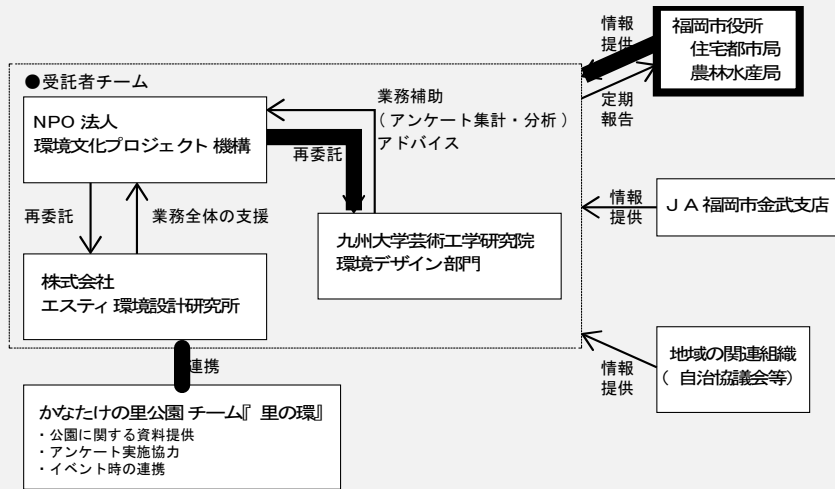 ●受託者チーム
NPO 法人
環境文化プロジェクト 機構
再委託
業務全体の支援
株式会社
エスティ 環境設計研究所
業務補助
（アンケート集計・分析）
アドバイス
再委託
九州大学芸術工学研究院
環境デザイン部門
連携
かなたけの里公園 チーム『 里の環』
・公園に関する資料提供
・アンケート実施協力
・イベント時の連携
情報
提供
福岡市役所
住宅都市局
農林水産局
定期
報告
情報
提供
ＪＡ福岡市金武支店
情報
提供
地域の関連組織
（ 自治協議会等）